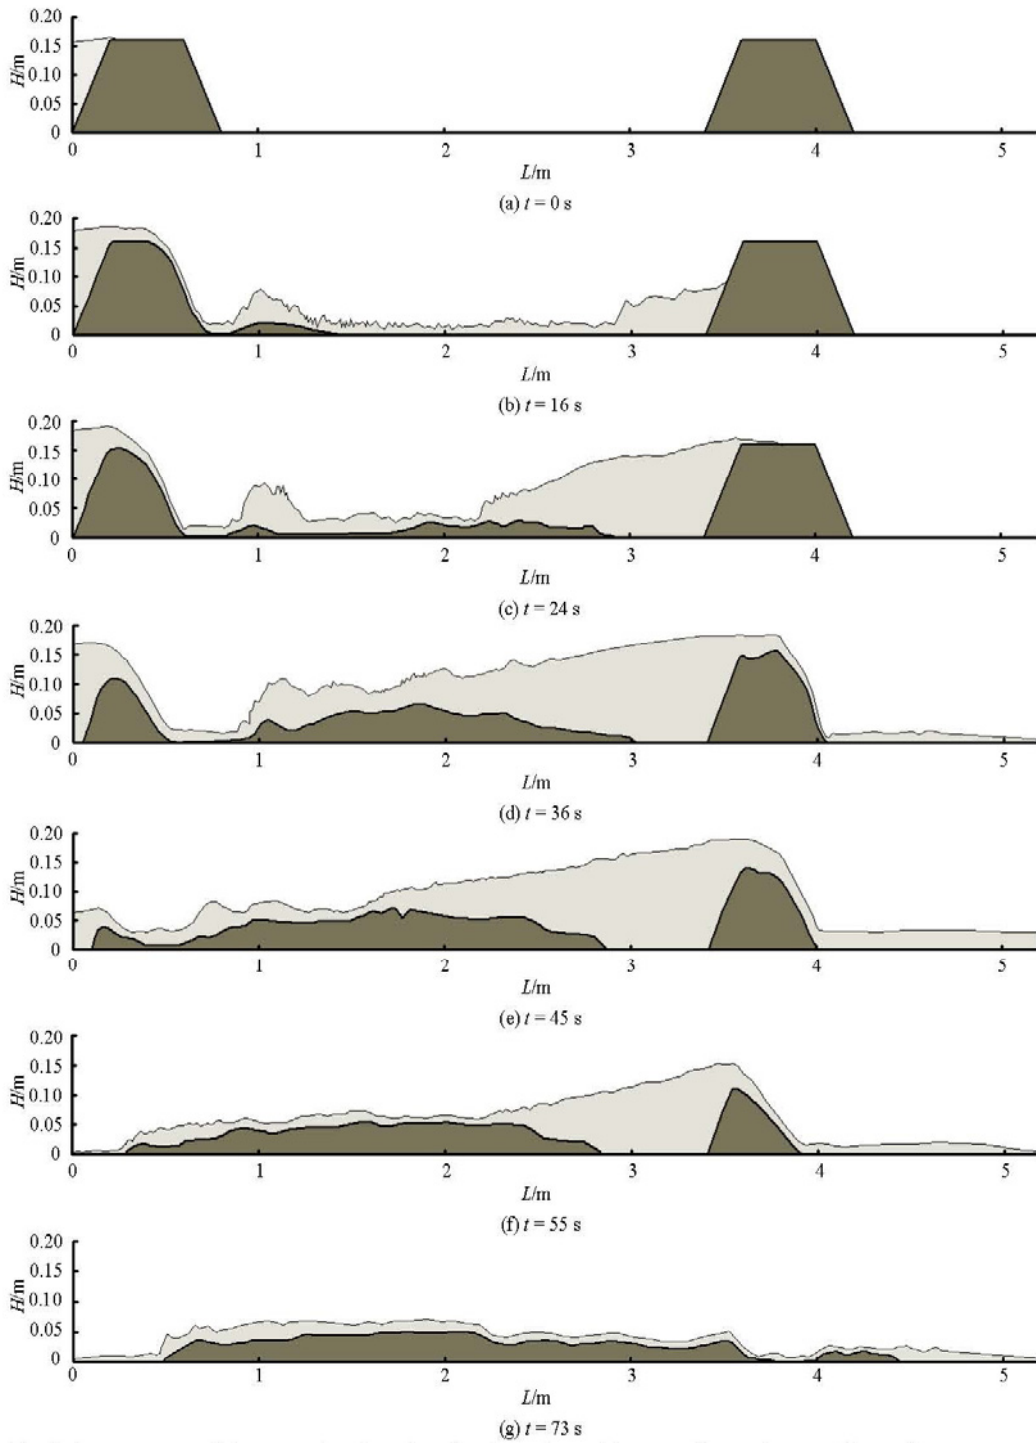 0.20
0.15
0.10
0.05
0
H/m
0 1 2 3 4 5
L/m
(a) t = 0 s
0.20
0.15
0.10
0.05
0
H/m
0 1 2 3 4 5
L/m
(b) t = 16 s
0.20
0.15
0.10
0.05
0
H/m
0 1 2 3 4 5
L/m
(c) t = 24 s
0.20
0.15
0.10
0.05
0
H/m
0 1 2 3 4 5
L/m
(d) t = 36 s
0.20
0.15
0.10
0.05
0
H/m
0 1 2 3 4 5
L/m
(e) t = 45 s
0.20
0.15
0.10
0.05
0
H/m
0 1 2 3 4 5
L/m
(f) t = 55 s
0.20
0.15
0.10
0.05
0
H/m
0 1 2 3 4 5
L/m
(g) t = 73 s